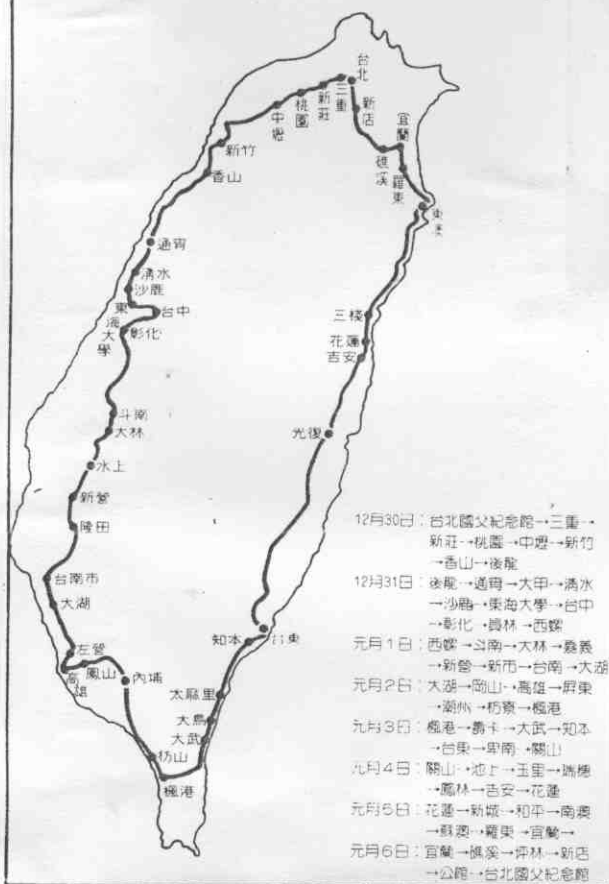 台北
三重
新莊
桃園
中壢
新竹
香山
新店
宜蘭
礁溪
羅東
東澳
通宵
清水
沙鹿
東海大學
台中
彰化
三棧
花蓮
吉安
斗南
大林
光復
水上
新營
隆田
台南市
大湖
左營
鳳山
高雄
內埔
知本
台東
太麻里
大鳥
大武
枋山
楓港
12月30日：台北國父紀念館→三重→
新莊→桃園→中壢→新竹
→香山→後龍
12月31日：後龍→通宵→大甲→清水
→沙鹿→東海大學→台中
→彰化→員林→西螺
元月1日：西螺→斗南→大林→嘉義
→新營→新市→台南→大湖
元月2日：大湖→岡山→高雄→屏東
→潮州→枋寮→楓港
元月3日：楓港→壽卡→大武→知本
→台東→卑南→關山
元月4日：關山→池上→玉里→瑞穗
→鳳林→吉安→花蓮
元月5日：花蓮→新城→和平→南澳
→蘇澳→羅東→宜蘭→
元月6日：宜蘭→礁溪→坪林→新店
→公館→台北國父紀念館